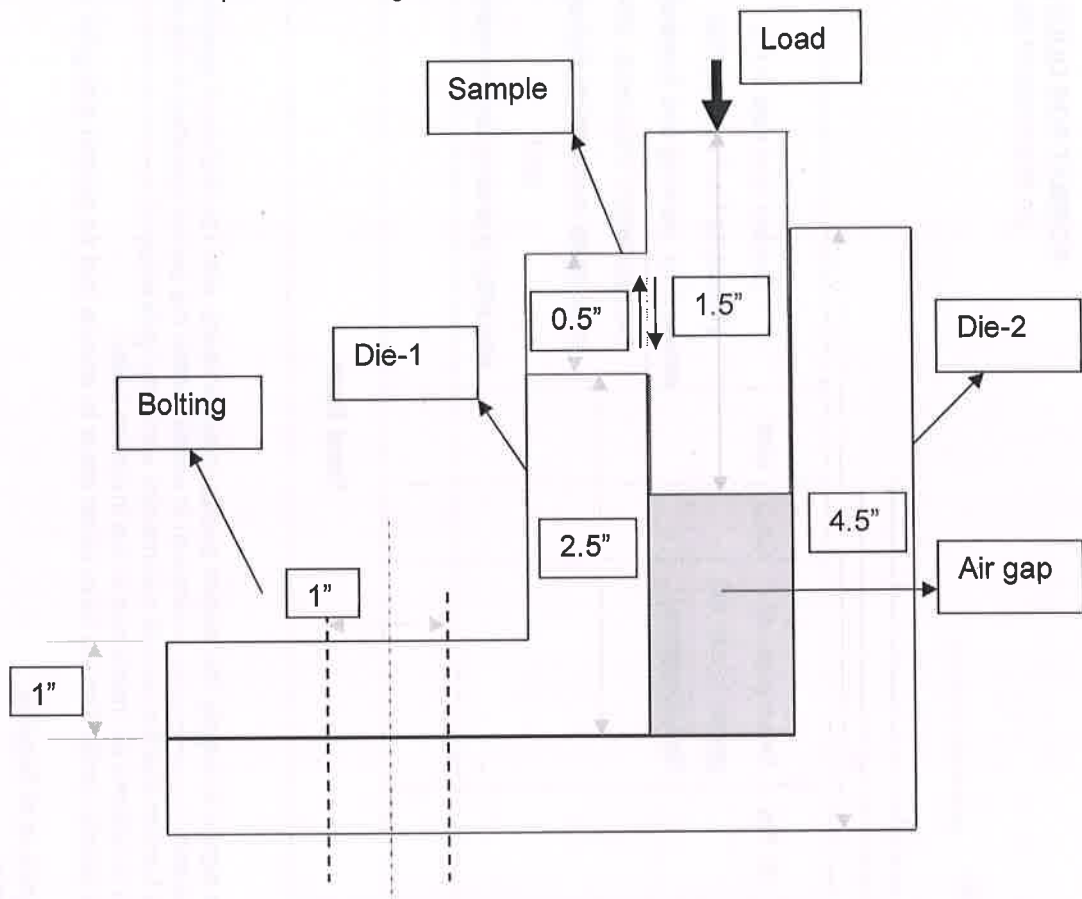 Load
Sample
0.5”
1.5”
Die-1
Die-2
Bolting
2.5”
4.5”
Air gap
1”
1”